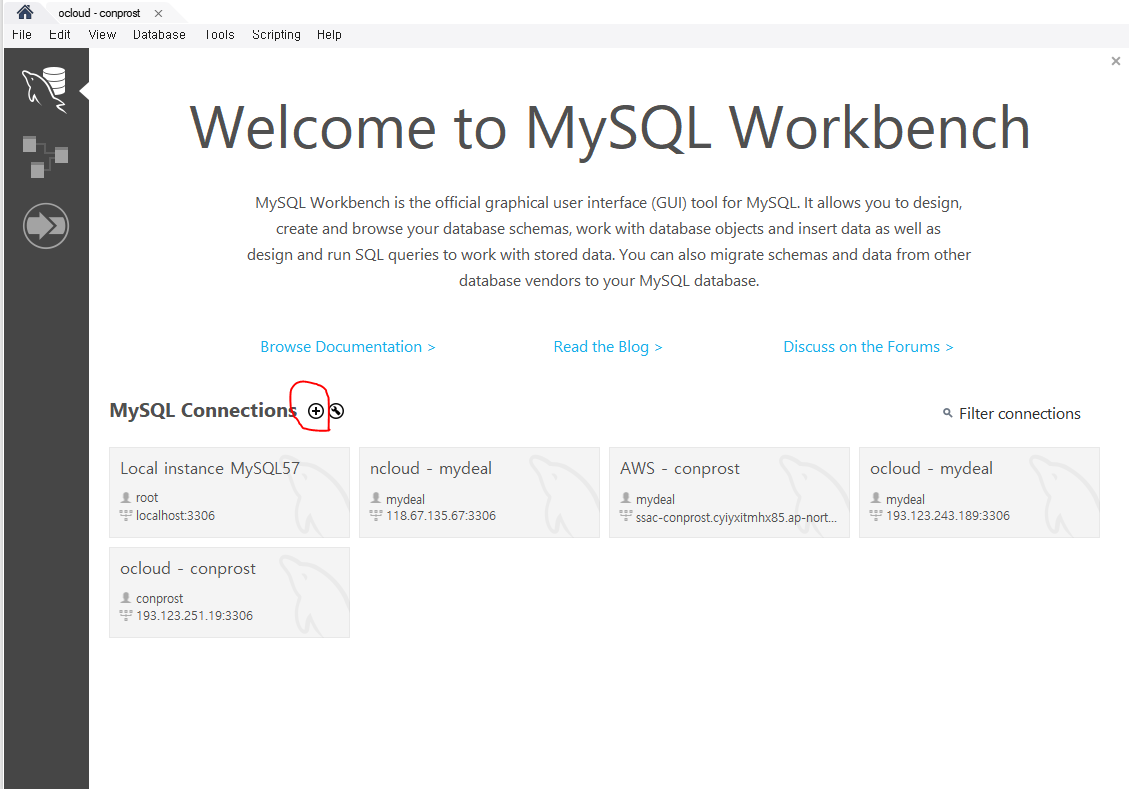 ocloud - conprost
File Edit View Database Tools Scripting Help
Welcome to MySQL Workbench
MySQL Workbench is the official graphical user interface (GUI) tool for MySQL. It allows you to design,
create and browse your database schemas, work with database objects and insert data as well as
design and run SQL queries to work with stored data. You can also migrate schemas and data from other
database vendors to your MySQL database.
Browse Documentation > Read the Blog > Discuss on the Forums >
MySQL Connections
Filter connections
Local instance MySQL57
root
localhost:3306
ncloud - mydeal
mydeal
118.67.135.67:3306
AWS - conprost
mydeal
ssac-conprost.cyiyxitmhx85.ap-nort...
ocloud - mydeal
mydeal
193.123.243.189:3306
ocloud - conprost
conprost
193.123.251.19:3306